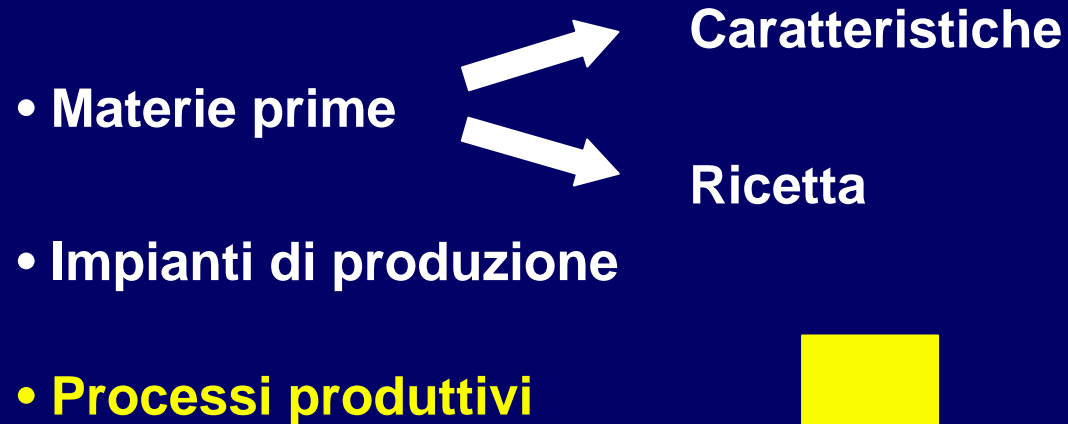 Caratteristiche
• Materie prime
Ricetta
• Impianti di produzione
• Processi produttivi